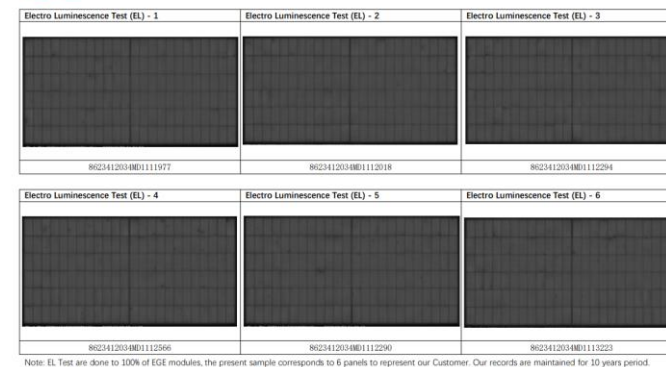 Electro Luminescence Test (EL) - 1 Electro Luminescence Test (EL) - 2 Electro Luminescence Test (EL) - 3
8623412034MD1111977 8623412034MD1112018 8623412034MD1112294
Electro Luminescence Test (EL) - 4 Electro Luminescence Test (EL) - 5 Electro Luminescence Test (EL) - 6
8623412034MD1112566 8623412034MD1112290 8623412034MD1113223
Note: EL Test are done to 100% of EGE modules, the present sample corresponds to 6 panels to represent our Customer. Our records are maintained for 10 years period.